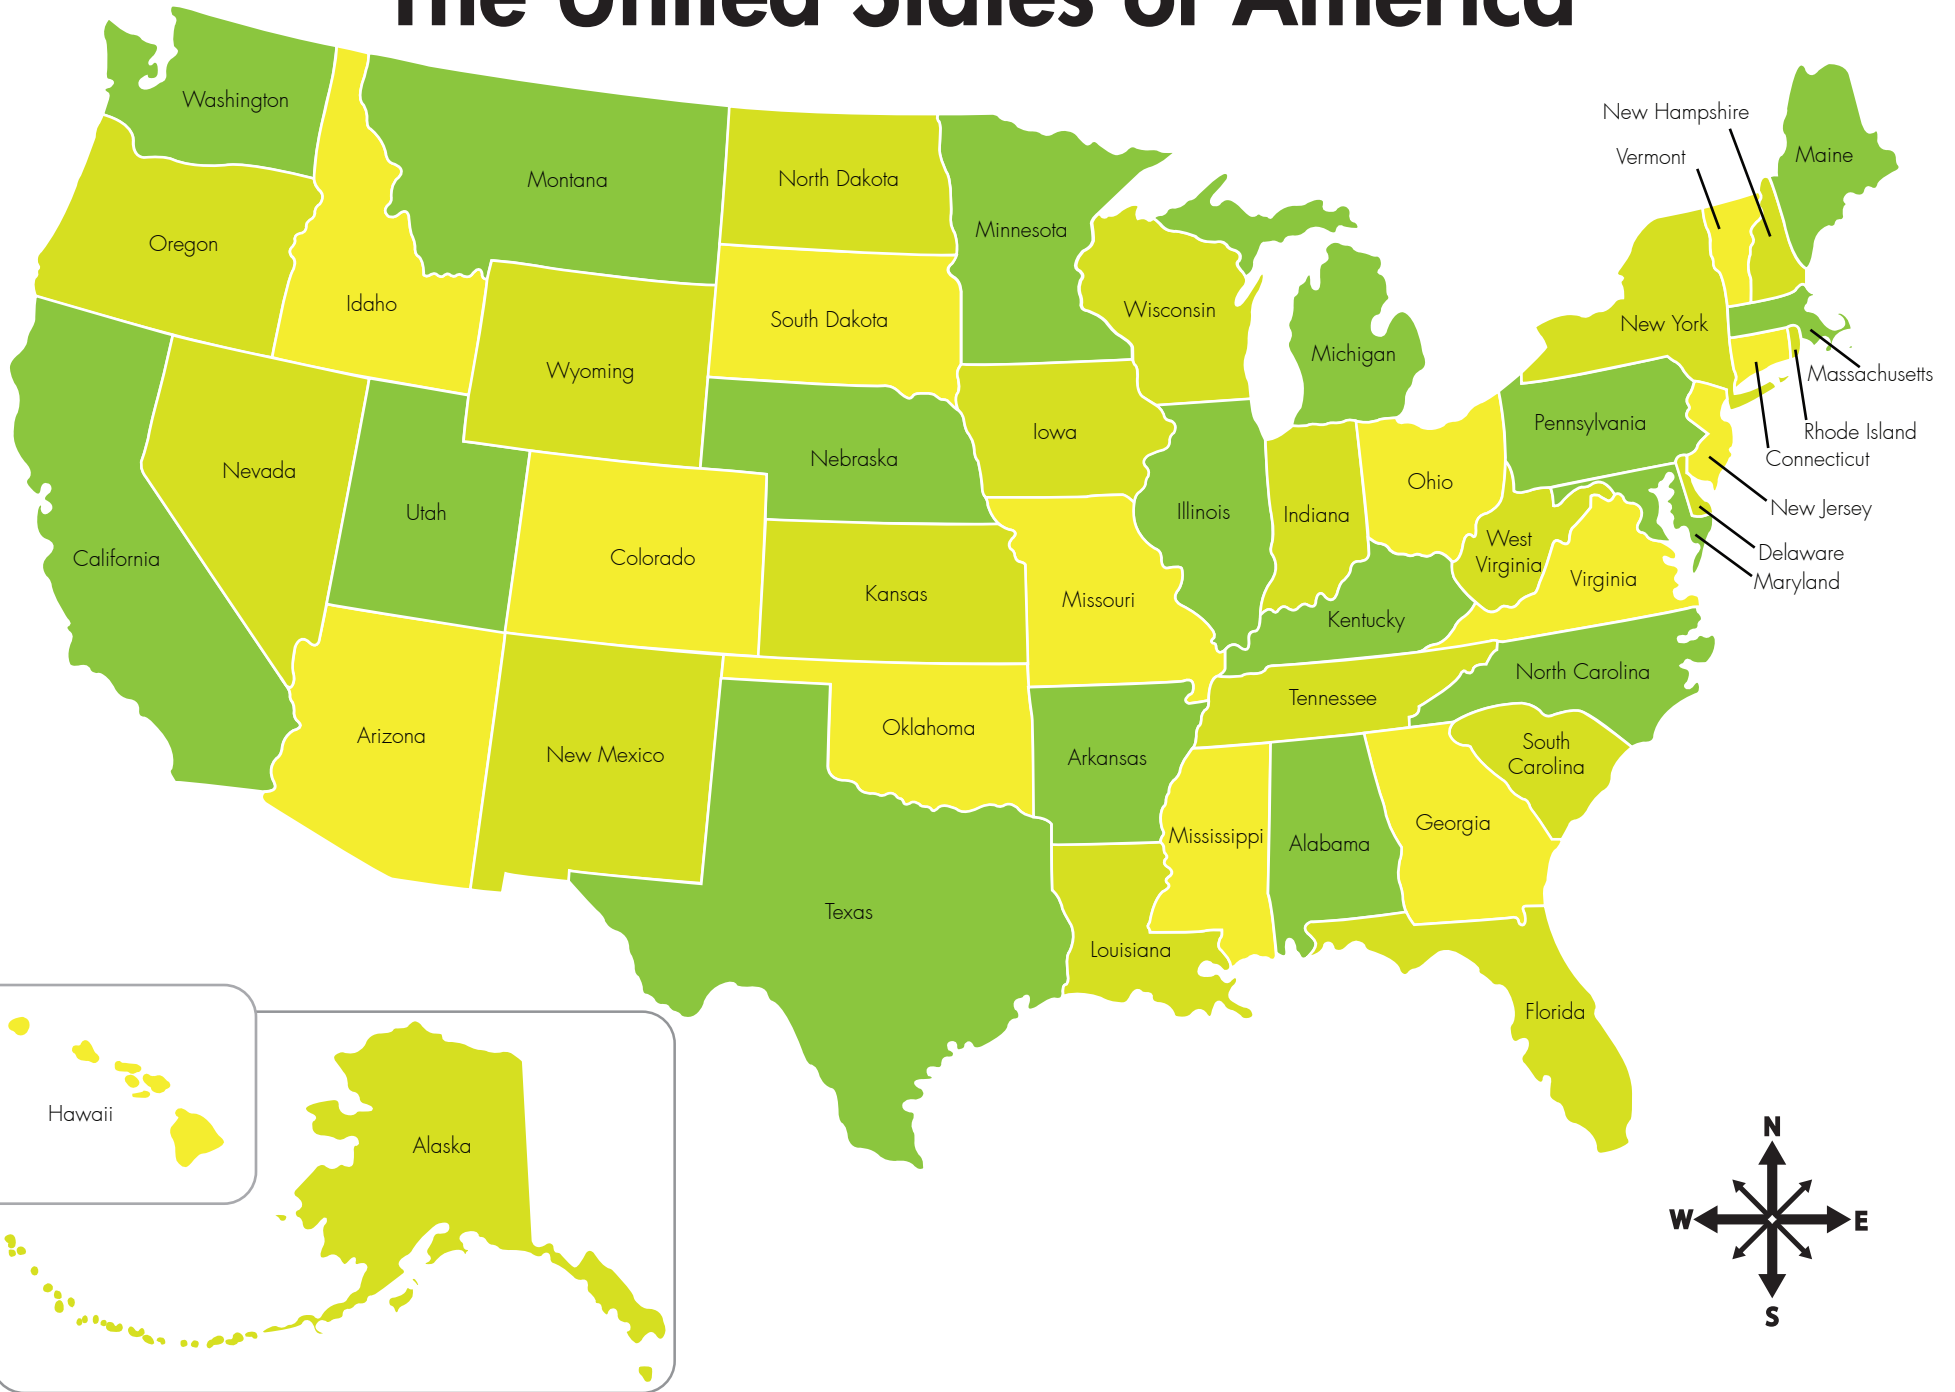 The United States of America
Washington
Montana
North Dakota
Minnesota
New Hampshire
Vermont
Maine
Oregon
Idaho
Wyoming
South Dakota
Wisconsin
Michigan
New York
Massachusetts
Rhode Island
Connecticut
New Jersey
Delaware
Maryland
Pennsylvania
Nevada
Utah
California
Colorado
Nebraska
Iowa
Kansas
Missouri
Illinois
Indiana
Ohio
West
Virginia
Virginia
Kentucky
North Carolina
Tennessee
South
Carolina
Arizona
New Mexico
Oklahoma
Arkansas
Mississippi
Alabama
Georgia
Texas
Louisiana
Florida
Hawaii
Alaska
N
W
E
S